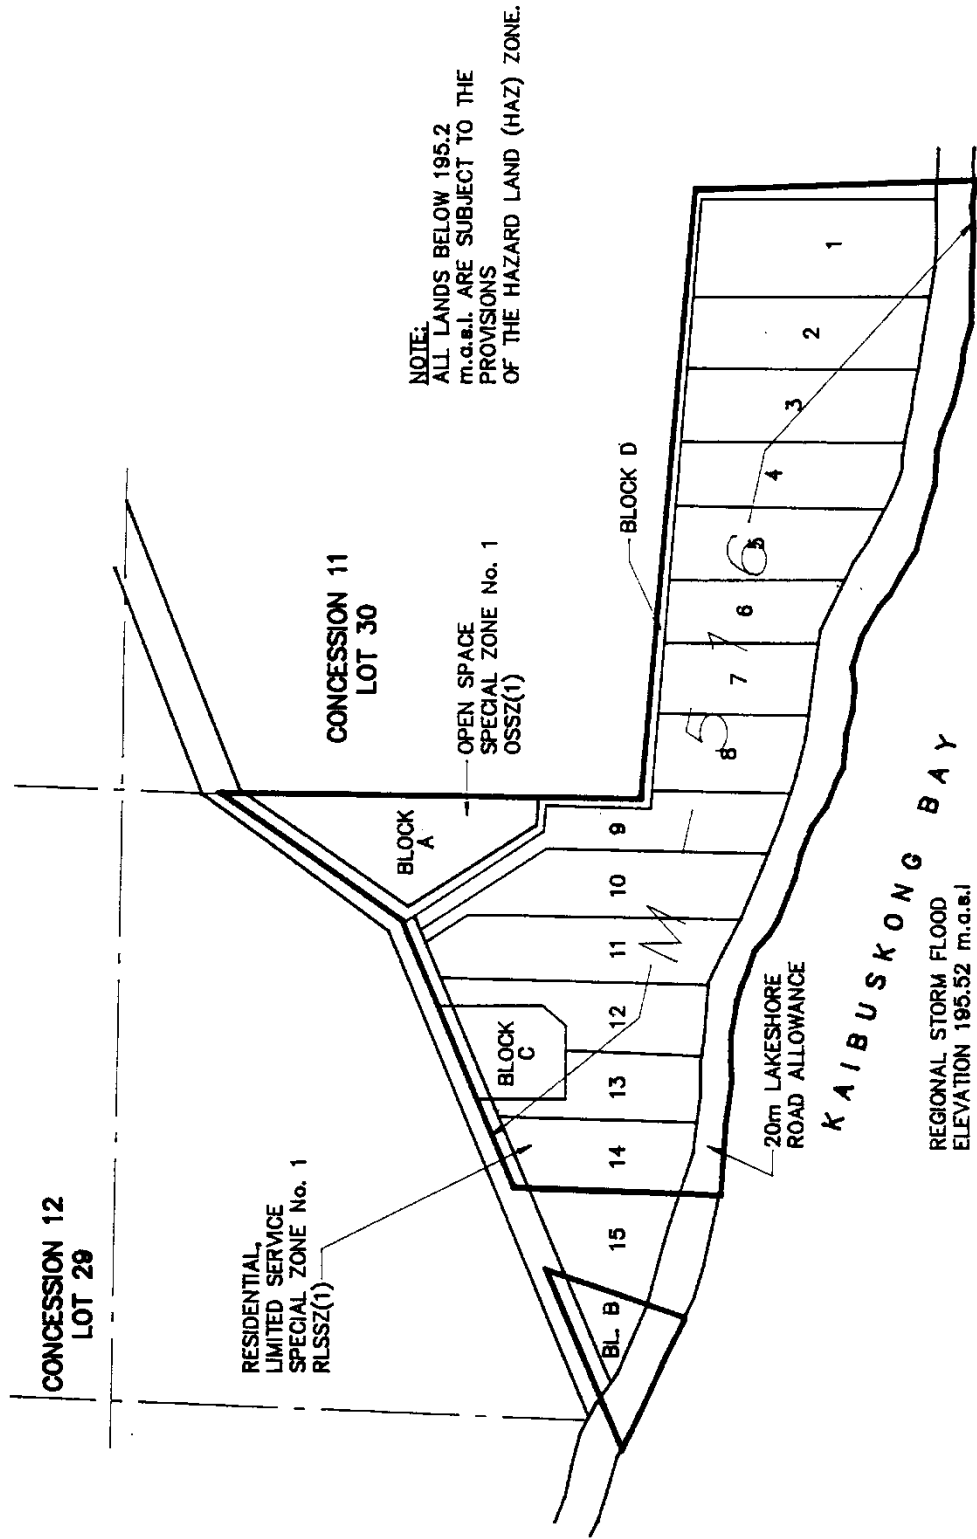 CONCESSION 12
LOT 29
CONCESSION 11
LOT 30
NOTE:
ALL LANDS BELOW 195.2
m.a.s.l. ARE SUBJECT TO THE
PROVISIONS
OF THE HAZARD LAND (HAZ) ZONE.
RESIDENTIAL,
LIMITED SERVICE
SPECIAL ZONE No. 1
RLSSZ(1)
OPEN SPACE
SPECIAL ZONE No. 1
OSSZ(1)
BLOCK
A
BLOCK D
BLOCK
C
BL. B
15
14
13
12
11
10
9
8
7
6
5
4
3
2
1
M
5
7
6
20m LAKESHORE
ROAD ALLOWANCE
KAIBUSKONG BAY
REGIONAL STORM FLOOD
ELEVATION 195.52 m.a.s.l